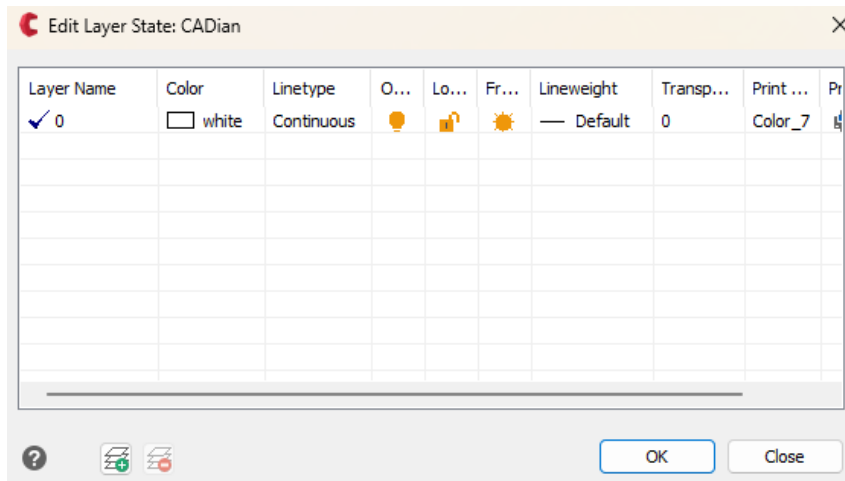 Edit Layer State: CADian
Layer Name Color Linetype O... Lo... Fr... Lineweight Transp... Print ... Pr
0 white Continuous Default 0 Color_7
OK Close